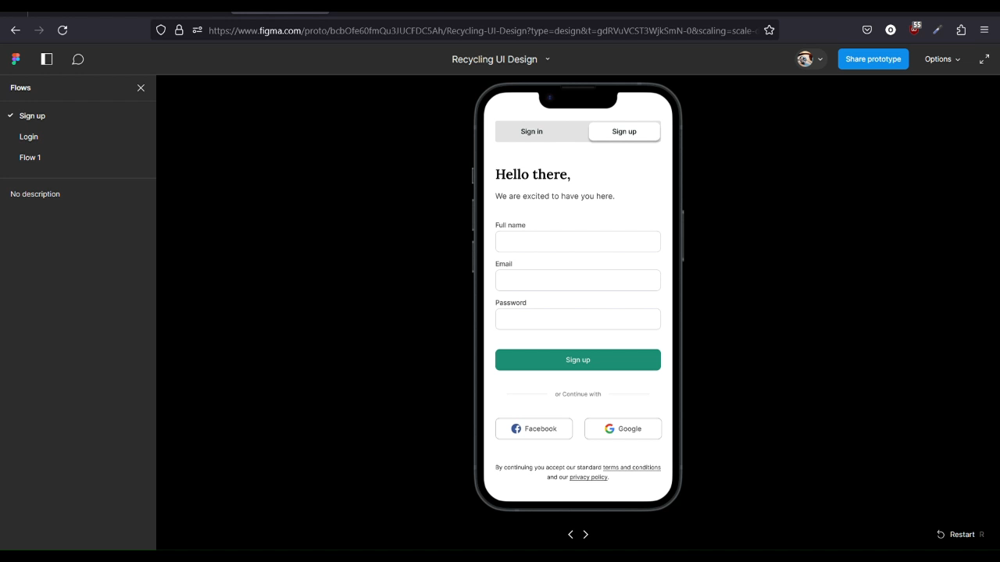 https://www.figma.com/proto/bcbOfe60fmQu3JUCFDC5Ah/Recycling-UI-Design?type=design&t=gdRVuVCST3WjkSmN-0&scaling=scale-
55
Recycling UI Design
Share prototype
Options
Flows
Sign up
Login
Flow 1
No description
Sign in
Sign up
Hello there,
We are excited to have you here.
Full name
Email
Password
Sign up
or Continue with
Facebook
Google
By continuing you accept our standard terms and conditions
and our privacy policy.
Restart R